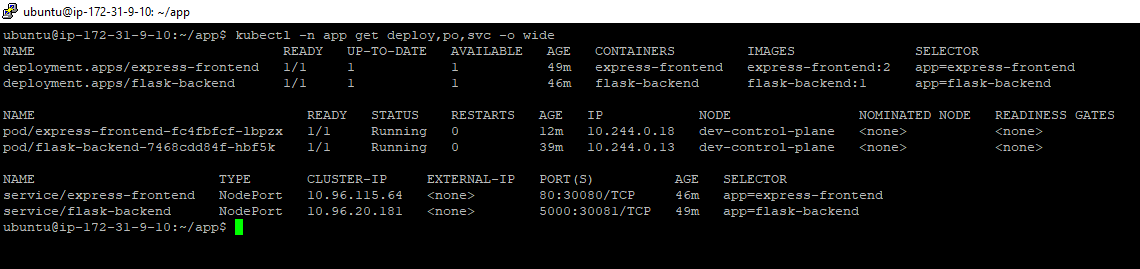 ubuntu@ip-172-31-9-10: ~/app
ubuntu@ip-172-31-9-10:~/app$ kubectl -n app get deploy,po,svc -o wide
NAME READY UP-TO-DATE AVAILABLE AGE CONTAINERS IMAGES SELECTOR
deployment.apps/express-frontend 1/1 1 1 49m express-frontend express-frontend:2 app=express-frontend
deployment.apps/flask-backend 1/1 1 1 46m flask-backend flask-backend:1 app=flask-backend
NAME READY STATUS RESTARTS AGE IP NODE NOMINATED NODE READINESS GATES
pod/express-frontend-fc4fbfcf-lbpzx 1/1 Running 0 12m 10.244.0.18 dev-control-plane <none> <none>
pod/flask-backend-7468cdd84f-hbf5k 1/1 Running 0 39m 10.244.0.13 dev-control-plane <none> <none>
NAME TYPE CLUSTER-IP EXTERNAL-IP PORT(S) AGE SELECTOR
service/express-frontend NodePort 10.96.115.64 <none> 80:30080/TCP 46m app=express-frontend
service/flask-backend NodePort 10.96.20.181 <none> 5000:30081/TCP 49m app=flask-backend
ubuntu@ip-172-31-9-10:~/app$